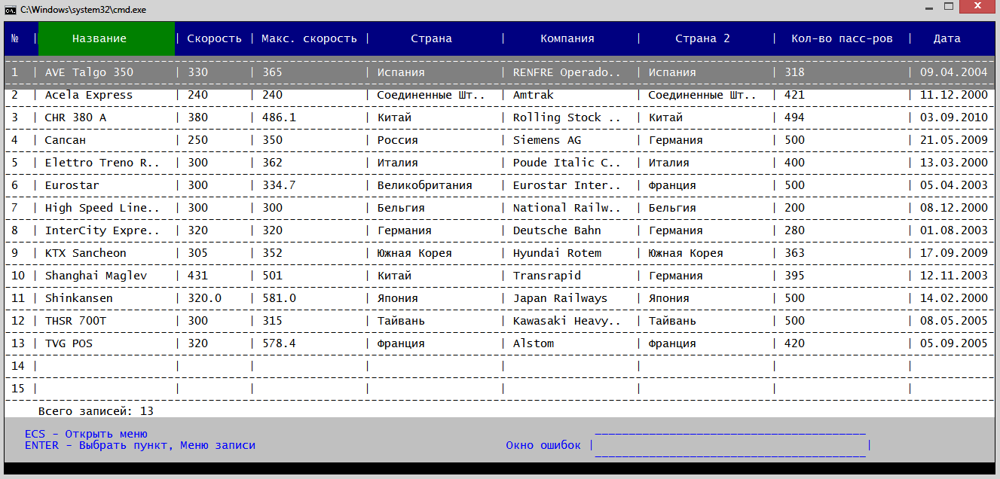 C:\Windows\system32\cmd.exe
№ | Название | Скорость | Макс. скорость | Страна | Компания | Страна 2 | Кол-во пасс-ров | Дата
1 | AVE Talgo 350 | 330 | 365 | Испания | RENFRE Operado.. | Испания | 318 | 09.04.2004
2 | Acela Express | 240 | 240 | Соединенные Шт.. | Amtrak | Соединенные Шт.. | 421 | 11.12.2000
3 | CHR 380 A | 380 | 486.1 | Китай | Rolling Stock .. | Китай | 494 | 03.09.2010
4 | Сапсан | 250 | 350 | Россия | Siemens AG | Германия | 500 | 21.05.2009
5 | Elettro Treno R.. | 300 | 362 | Италия | Poude Italic C.. | Италия | 400 | 13.03.2000
6 | Eurostar | 300 | 334.7 | Великобритания | Eurostar Inter.. | Франция | 500 | 05.04.2003
7 | High Speed Line.. | 300 | 300 | Бельгия | National Railw.. | Бельгия | 200 | 08.12.2000
8 | InterCity Expre.. | 320 | 320 | Германия | Deutsche Bahn | Германия | 280 | 01.08.2003
9 | KTX Sancheon | 305 | 352 | Южная Корея | Hyundai Rotem | Южная Корея | 363 | 17.09.2009
10 | Shanghai Maglev | 431 | 501 | Китай | Transrapid | Германия | 395 | 12.11.2003
11 | Shinkansen | 320.0 | 581.0 | Япония | Japan Railways | Япония | 500 | 14.02.2000
12 | THSR 700T | 300 | 315 | Тайвань | Kawasaki Heavy.. | Тайвань | 500 | 08.05.2005
13 | TVG POS | 320 | 578.4 | Франция | Alstom | Франция | 420 | 05.09.2005
14 | | | | | | | |
15 | | | | | | | |
Всего записей: 13
ECS - Открыть меню
ENTER - Выбрать пункт, Меню записи
Окно ошибок | |